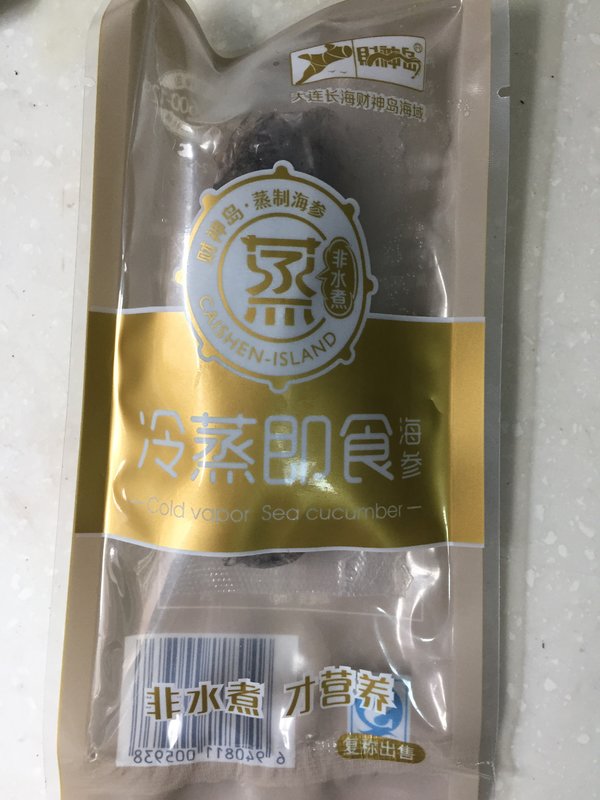 财神岛®
大连长海财神岛海域
财神岛·蒸制海参
蒸
非水煮
CAISHEN-ISLAND
冷蒸即食
海参
Cold vapor Sea cucumber
非水煮 才营养
复称出售
6 940811 005938